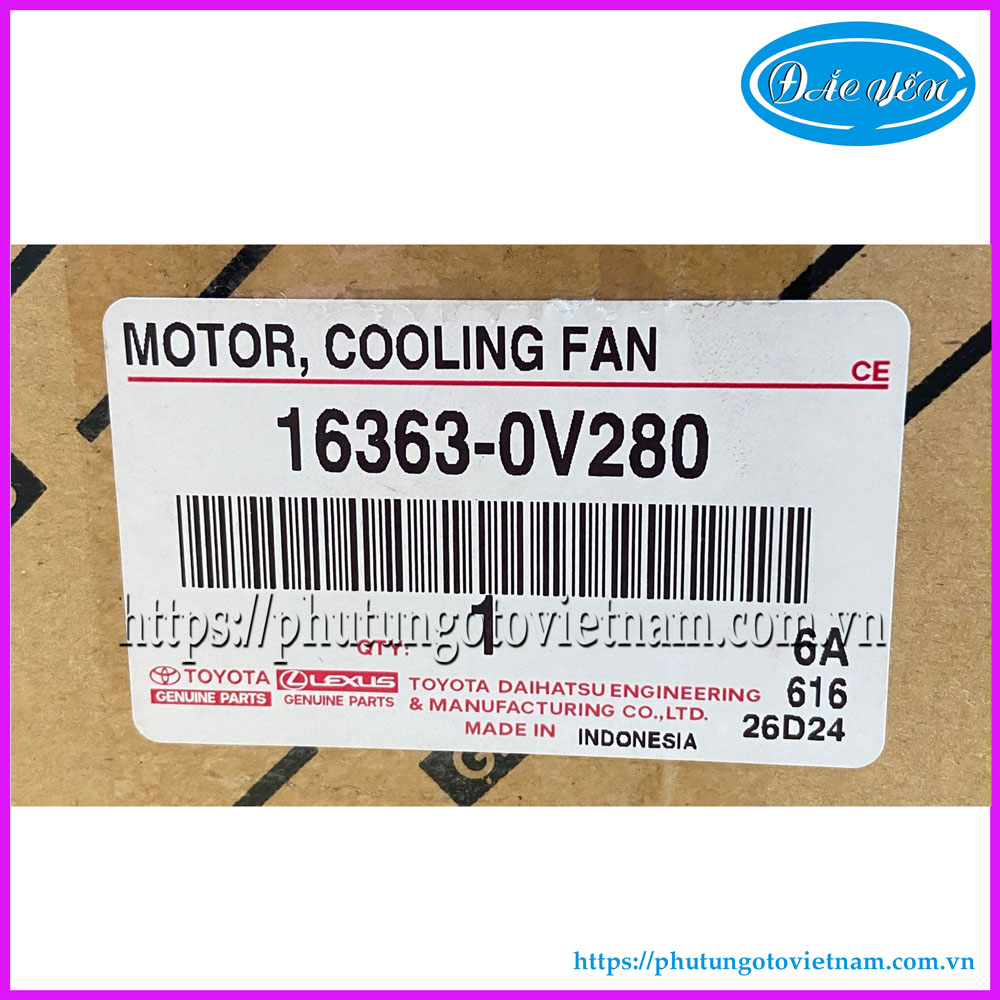 ĐẮC YẾN
MOTOR, COOLING FAN
CE
16363-0V280
https://phutungotovietnam.com.vn
QTY: 1
6A
TOYOTA
GENUINE PARTS
LEXUS
GENUINE PARTS
TOYOTA DAIHATSU ENGINEERING
& MANUFACTURING CO.,LTD.
616
MADE IN INDONESIA
26D24
G
https://phutungotovietnam.com.vn